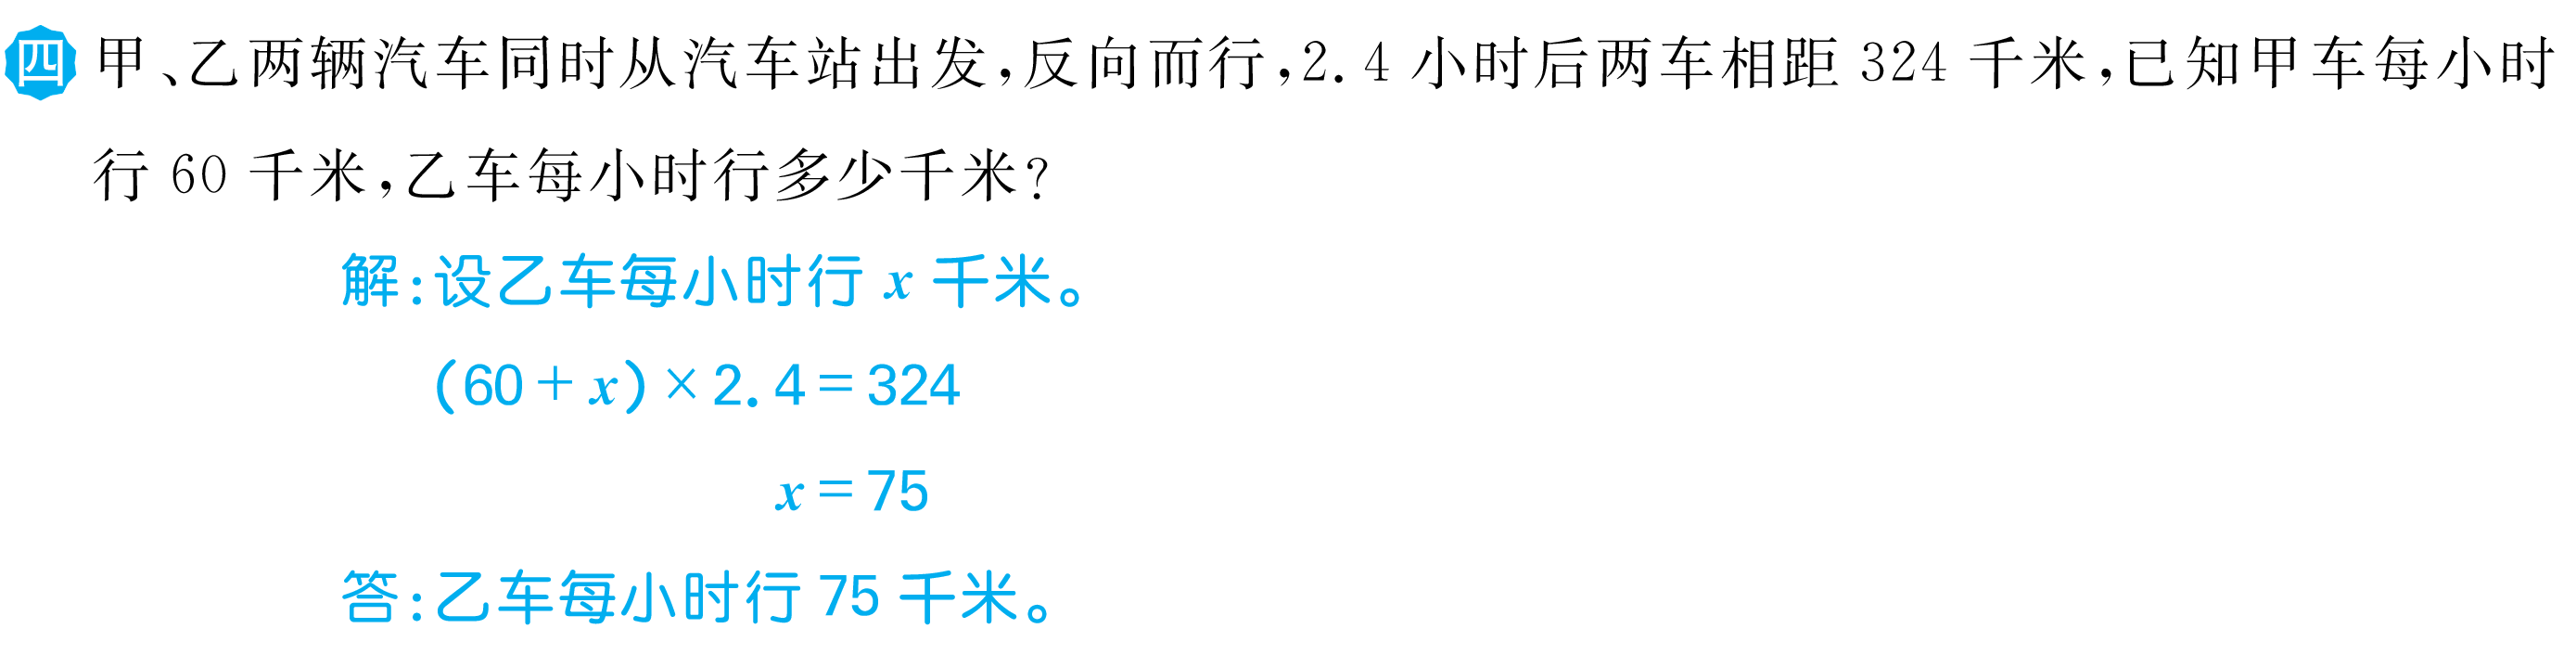 四 甲、乙两辆汽车同时从汽车站出发,反向而行,2.4 小时后两车相距 324 千米,已知甲车每小时
行 60 千米,乙车每小时行多少千米?
解:设乙车每小时行 x 千米。
(60+x)×2.4=324
x=75
答:乙车每小时行 75 千米。